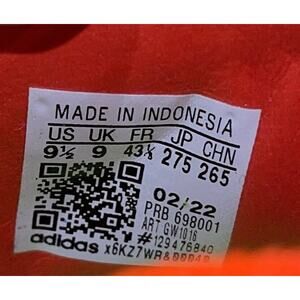 MADE IN INDONESIA
US UK FR JP CHN
9½ 9 43⅓ 275 265
02/22
PRB 698001
ART GW1016
#129476840
adidas